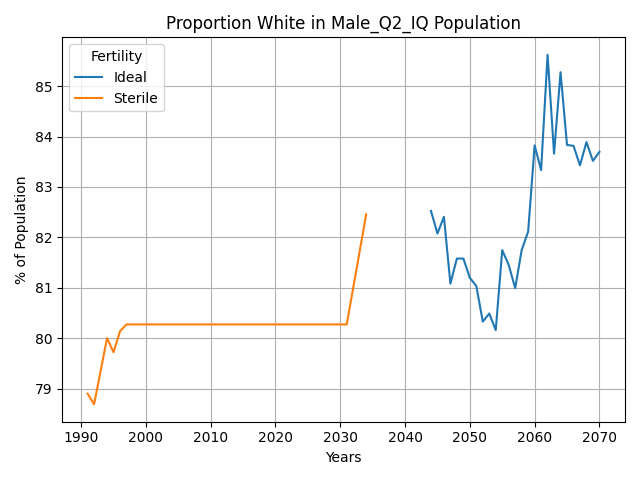 Proportion White in Male_Q2_IQ Population
Fertility
Ideal
Sterile
% of Population
85
84
83
82
81
80
79
1990 2000 2010 2020 2030 2040 2050 2060 2070
Years